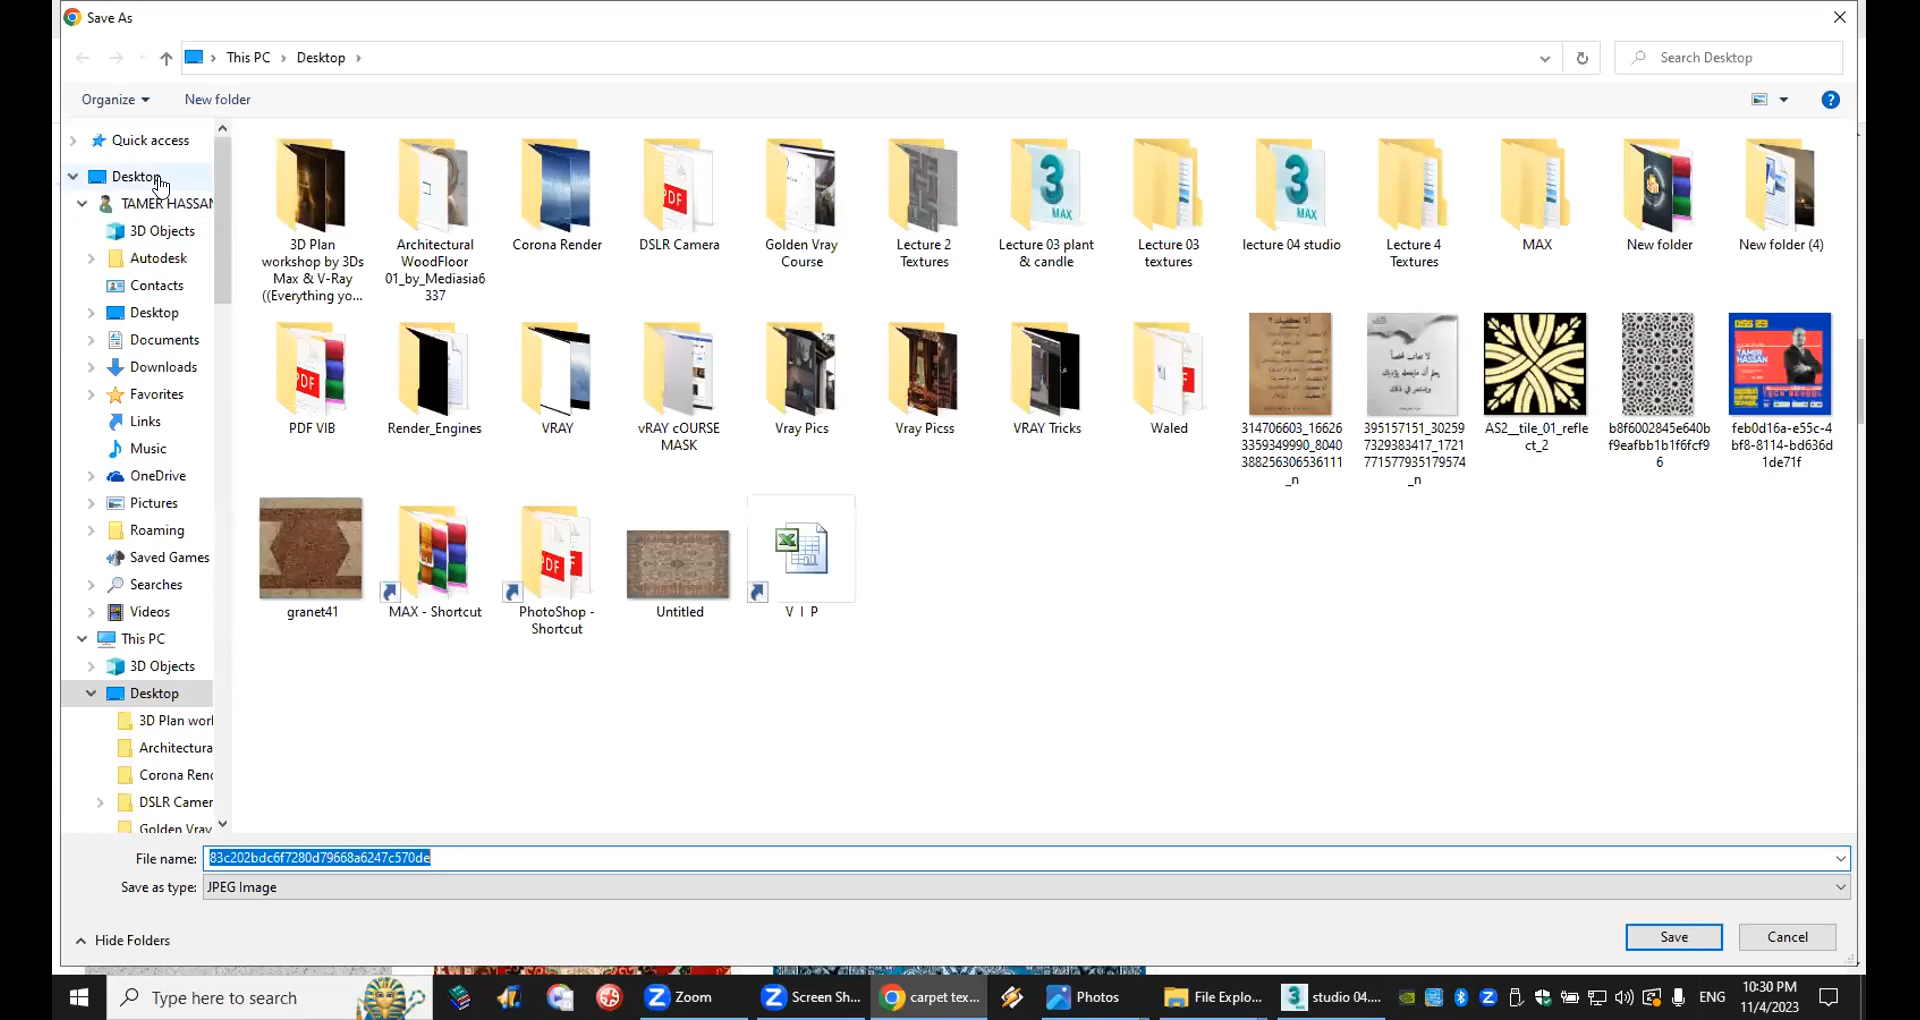 Save As
This PC
Desktop
Search Desktop
Organize
New folder
Quick access
Desktop
TAMER HASSAN
3D Objects
Autodesk
Contacts
Desktop
Documents
Downloads
Favorites
Links
Music
OneDrive
Pictures
Roaming
Saved Games
Searches
Videos
This PC
3D Objects
Desktop
3D Plan worl
Architectura
Corona Rend
DSLR Camer
Golden Vray
3D Plan
workshop by 3Ds
Max & V-Ray
((Everything yo...
Architectural
WoodFloor
01_by_Mediasia6
337
Corona Render
DSLR Camera
Golden Vray
Course
Lecture 2
Textures
Lecture 03 plant
& candle
Lecture 03
textures
lecture 04 studio
Lecture 4
Textures
MAX
New folder
New folder (4)
PDF VIB
Render_Engines
VRAY
vRAY cOURSE
MASK
Vray Pics
Vray Picss
VRAY Tricks
Waled
314706603_16626
3359349990_8040
388256306536111
_n
395157151_30259
7329383417_1721
771577935179574
_n
AS2__tile_01_refle
ct_2
b8f6002845e640b
f9eafbb1b1f6fcf9
6
feb0d16a-e55c-4
bf8-8114-bd636d
1de71f
granet41
MAX - Shortcut
PhotoShop -
Shortcut
Untitled
V I P
File name:
83c202bdc6f7280d79668a6247c570de
Save as type:
JPEG Image
Hide Folders
Save
Cancel
Type here to search
Zoom
Screen Sh...
carpet tex...
Photos
File Explo...
studio 04....
ENG
10:30 PM
11/4/2023